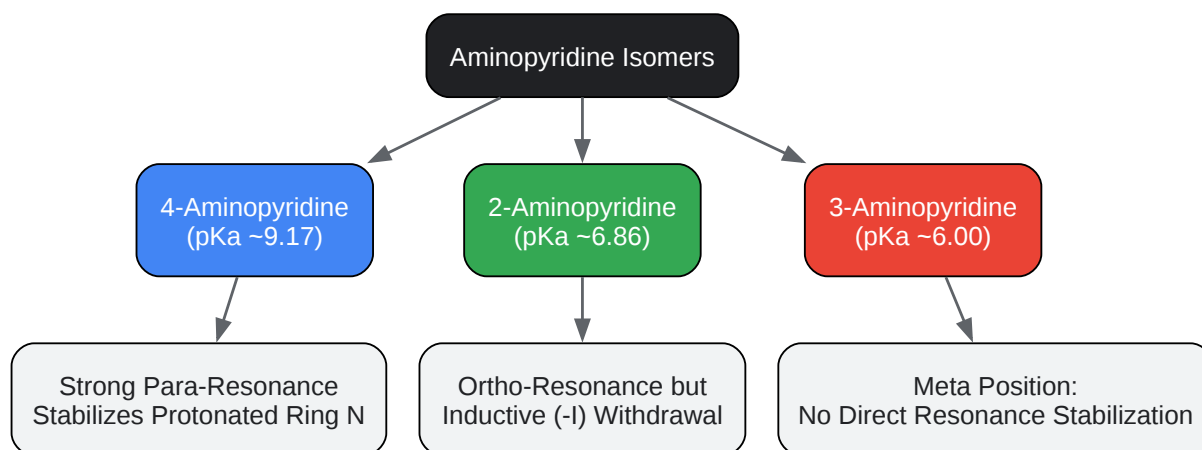 Aminopyridine Isomers
4-Aminopyridine
(pKa ~9.17)
2-Aminopyridine
(pKa ~6.86)
3-Aminopyridine
(pKa ~6.00)
Strong Para-Resonance
Stabilizes Protonated Ring N
Ortho-Resonance but
Inductive (-I) Withdrawal
Meta Position:
No Direct Resonance Stabilization